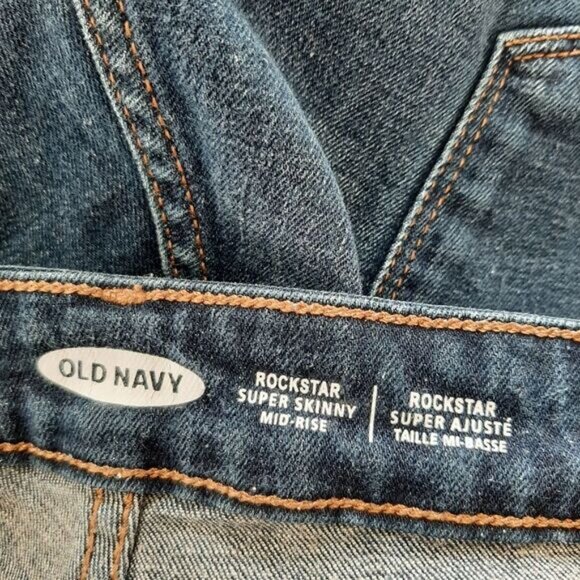 OLD NAVY
ROCKSTAR
SUPER SKINNY
MID-RISE
ROCKSTAR
SUPER AJUSTÉ
TAILLE MI-BASSE